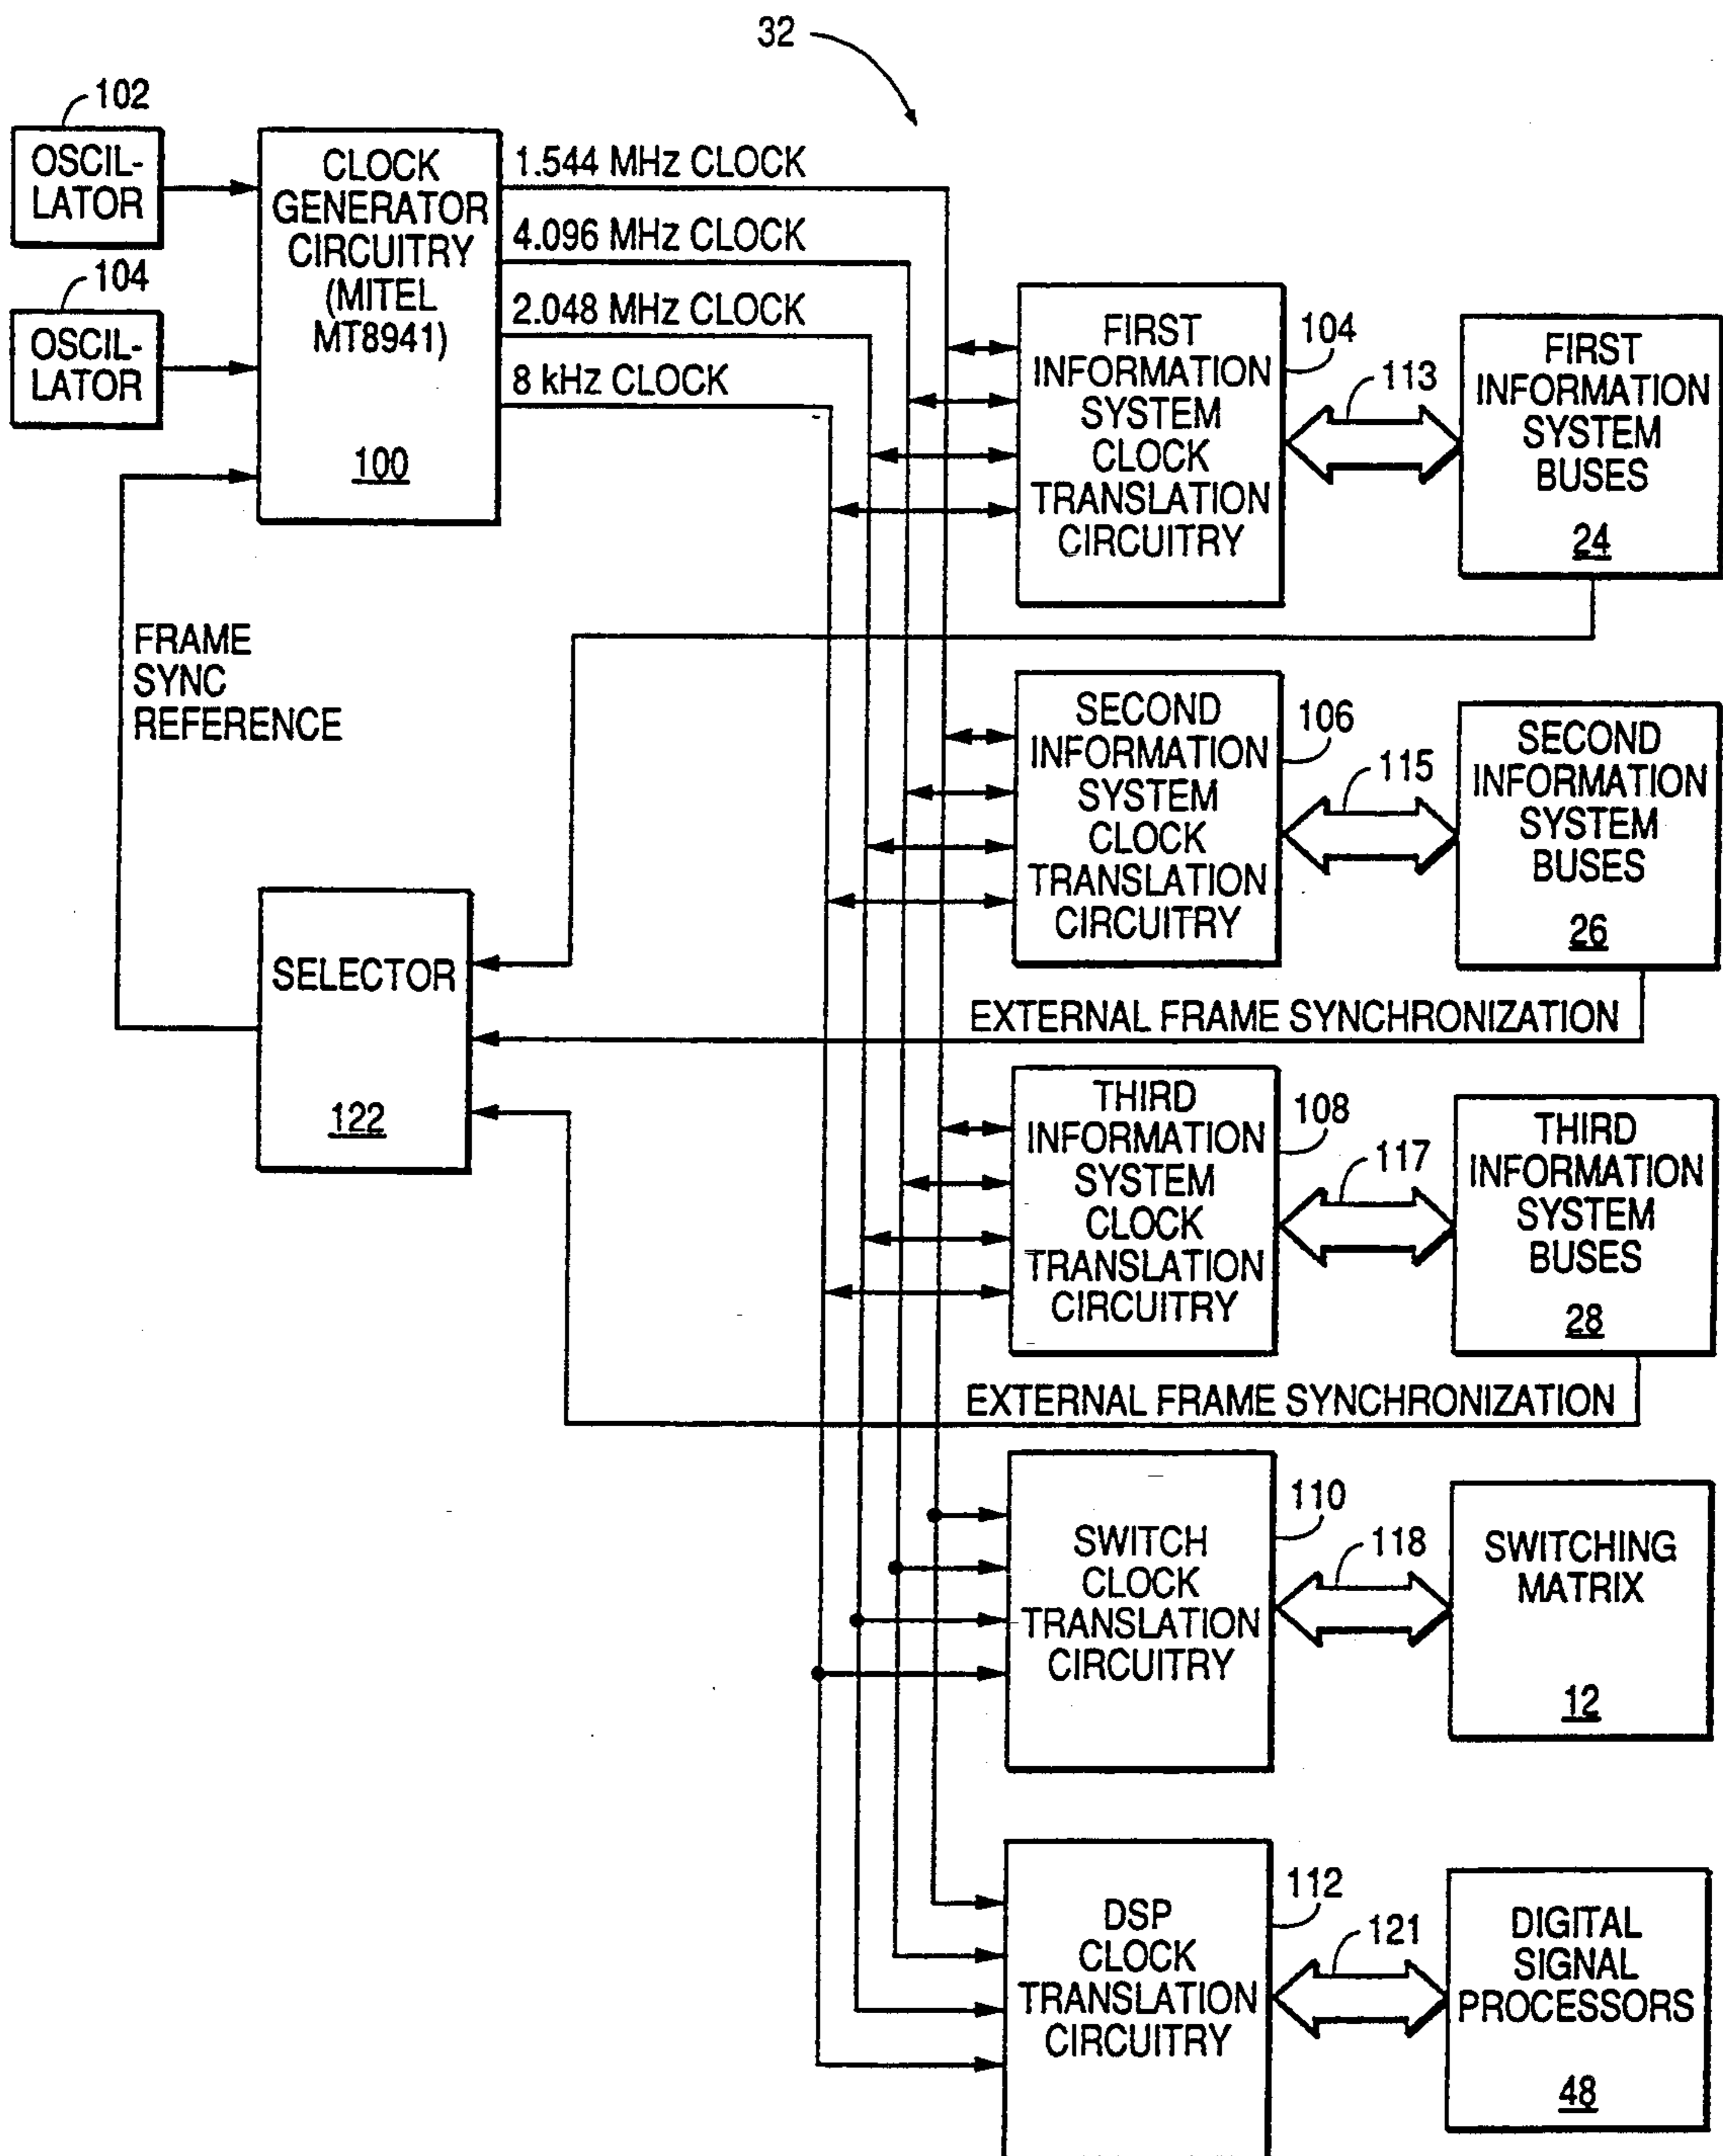 32
102
OSCIL-
LATOR
104
OSCIL-
LATOR
CLOCK
GENERATOR
CIRCUITRY
(MITEL
MT8941)
100
1.544 MHz CLOCK
4.096 MHz CLOCK
2.048 MHz CLOCK
8 kHz CLOCK
FIRST
INFORMATION
SYSTEM
CLOCK
TRANSLATION
CIRCUITRY
104
113
FIRST
INFORMATION
SYSTEM
BUSES
24
FRAME
SYNC
REFERENCE
SECOND
INFORMATION
SYSTEM
CLOCK
TRANSLATION
CIRCUITRY
106
115
SECOND
INFORMATION
SYSTEM
BUSES
26
SELECTOR
122
EXTERNAL FRAME SYNCHRONIZATION
THIRD
INFORMATION
SYSTEM
CLOCK
TRANSLATION
CIRCUITRY
108
117
THIRD
INFORMATION
SYSTEM
BUSES
28
EXTERNAL FRAME SYNCHRONIZATION
SWITCH
CLOCK
TRANSLATION
CIRCUITRY
110
118
SWITCHING
MATRIX
12
DSP
CLOCK
TRANSLATION
CIRCUITRY
112
121
DIGITAL
SIGNAL
PROCESSORS
48